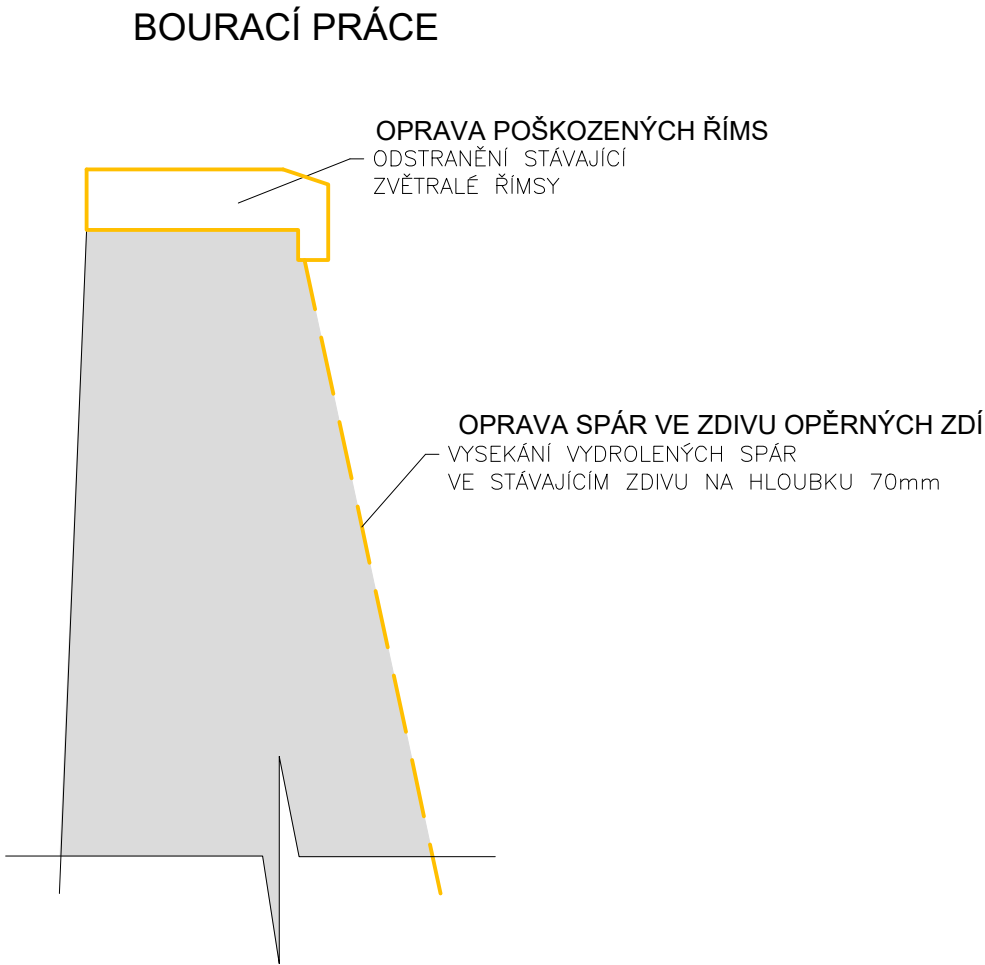 BOURACÍ PRÁCE
OPRAVA POŠKOZENÝCH ŘÍMS
ODSTRANĚNÍ STÁVAJÍCÍ
ZVĚTRALÉ ŘÍMSY
OPRAVA SPÁR VE ZDIVU OPĚRNÝCH ZDÍ
VYSEKÁNÍ VYDROLENÝCH SPÁR
VE STÁVAJÍCÍM ZDIVU NA HLOUBKU 70mm